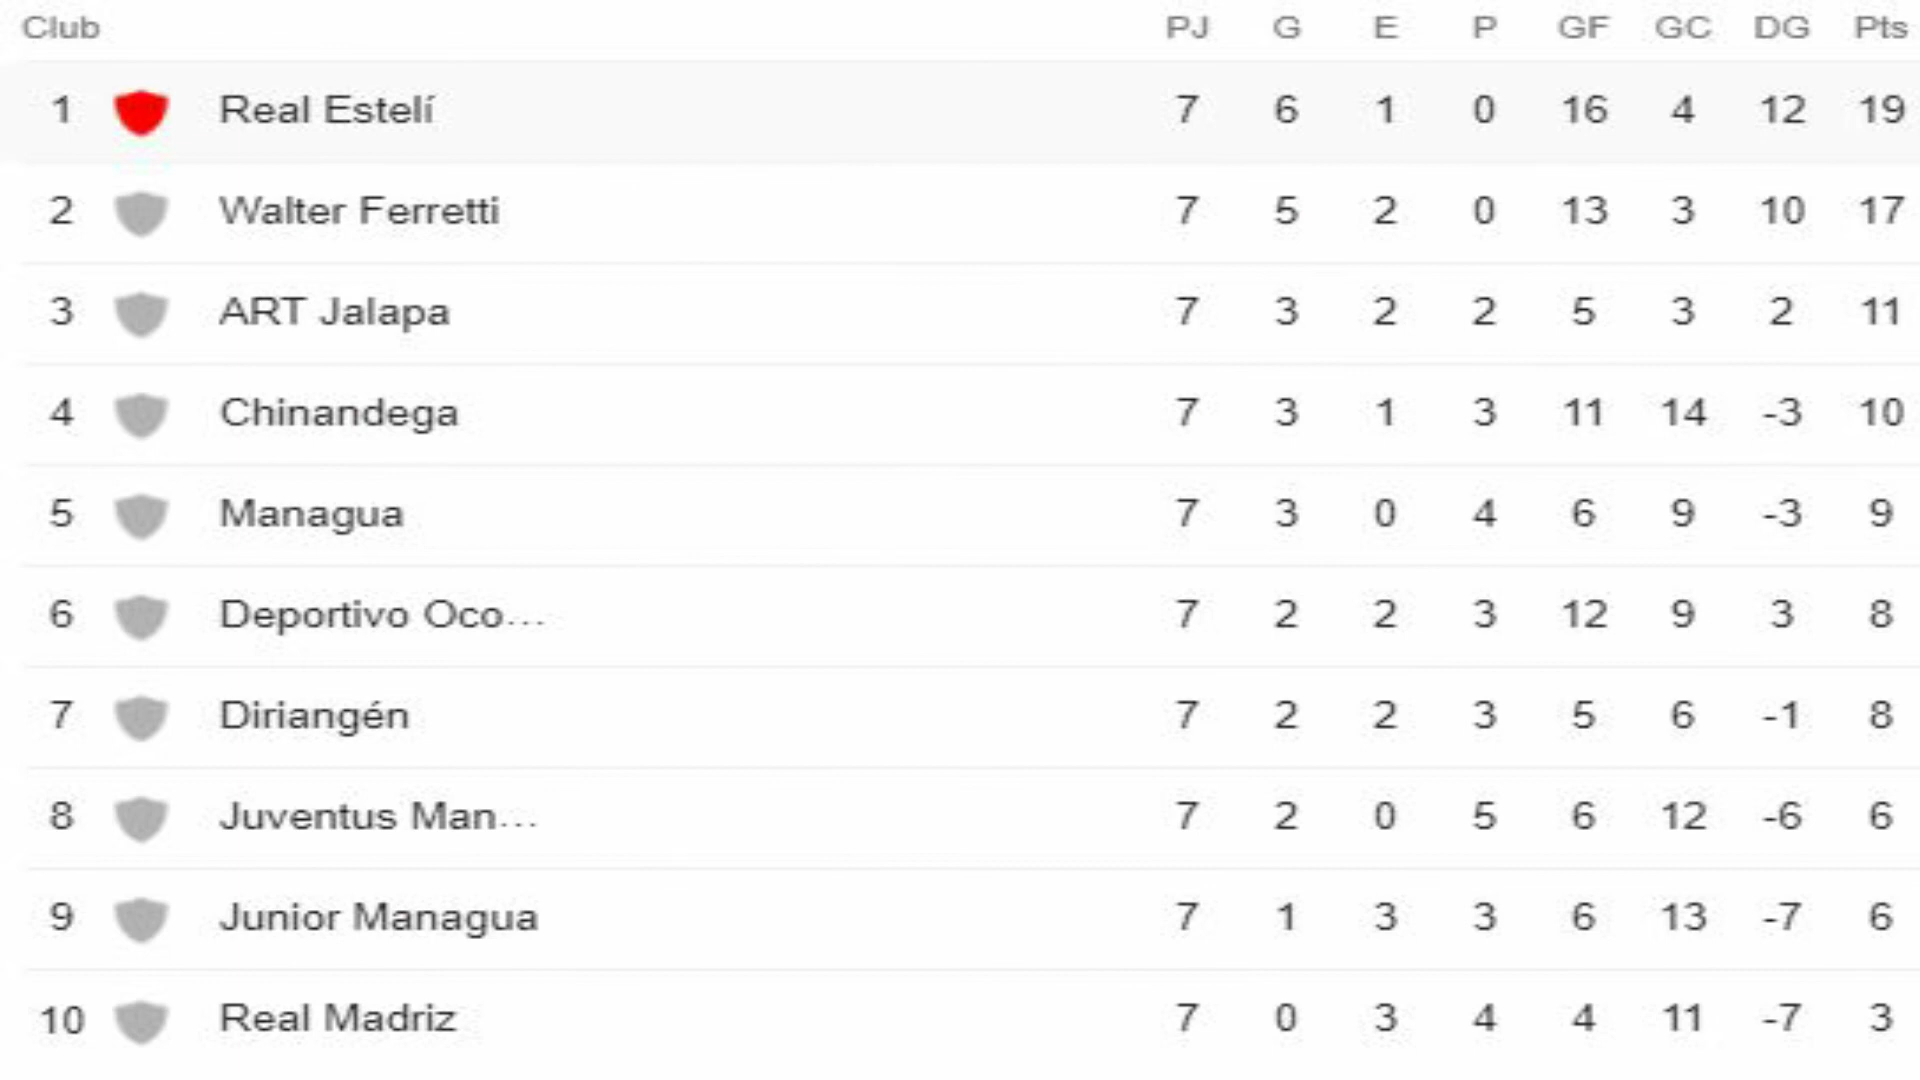 Club PJ G E P GF GC DG Pts
1 Real Estelí 7 6 1 0 16 4 12 19
2 Walter Ferretti 7 5 2 0 13 3 10 17
3 ART Jalapa 7 3 2 2 5 3 2 11
4 Chinandega 7 3 1 3 11 14 -3 10
5 Managua 7 3 0 4 6 9 -3 9
6 Deportivo Oco... 7 2 2 3 12 9 3 8
7 Diriangén 7 2 2 3 5 6 -1 8
8 Juventus Man... 7 2 0 5 6 12 -6 6
9 Junior Managua 7 1 3 3 6 13 -7 6
10 Real Madriz 7 0 3 4 4 11 -7 3